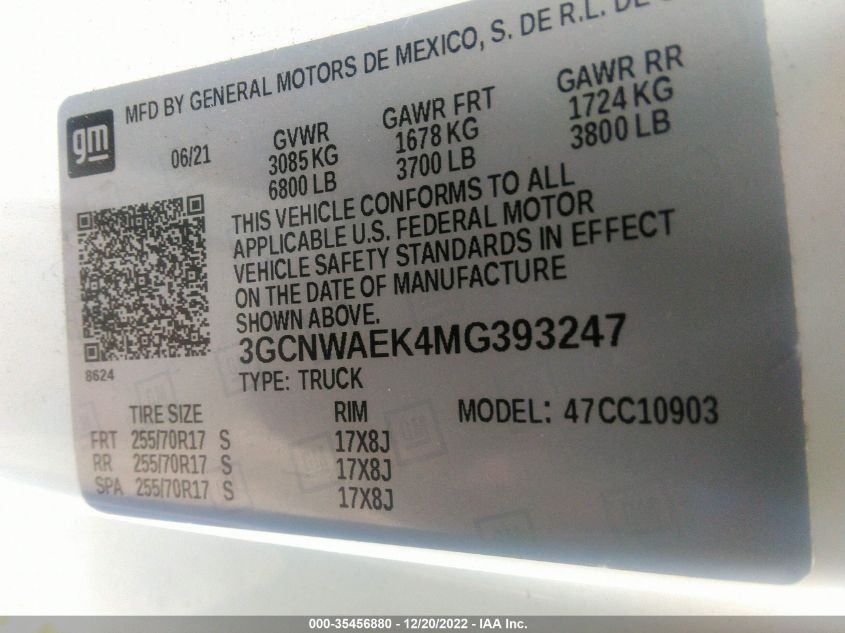 MFD BY GENERAL MOTORS DE MEXICO, S. DE R.L. DE
gm
06/21
GVWR GAWR FRT GAWR RR
3085 KG 1678 KG 1724 KG
6800 LB 3700 LB 3800 LB
THIS VEHICLE CONFORMS TO ALL
APPLICABLE U.S. FEDERAL MOTOR
VEHICLE SAFETY STANDARDS IN EFFECT
ON THE DATE OF MANUFACTURE
SHOWN ABOVE.
3GCNWAEK4MG393247
8624
TYPE: TRUCK
TIRE SIZE RIM MODEL: 47CC10903
FRT 255/70R17 S 17X8J
RR 255/70R17 S 17X8J
SPA 255/70R17 S 17X8J
000-35456880 - 12/20/2022 - IAA Inc.